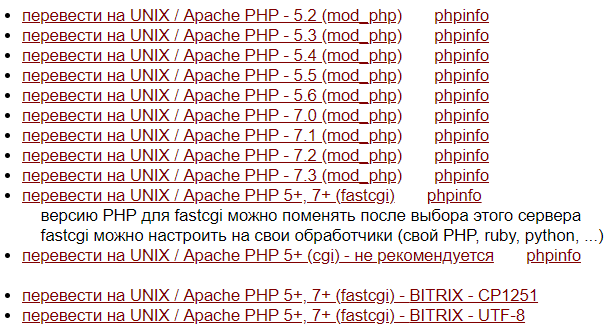 перевести на UNIX / Apache PHP - 5.2 (mod_php) phpinfo
перевести на UNIX / Apache PHP - 5.3 (mod_php) phpinfo
перевести на UNIX / Apache PHP - 5.4 (mod_php) phpinfo
перевести на UNIX / Apache PHP - 5.5 (mod_php) phpinfo
перевести на UNIX / Apache PHP - 5.6 (mod_php) phpinfo
перевести на UNIX / Apache PHP - 7.0 (mod_php) phpinfo
перевести на UNIX / Apache PHP - 7.1 (mod_php) phpinfo
перевести на UNIX / Apache PHP - 7.2 (mod_php) phpinfo
перевести на UNIX / Apache PHP - 7.3 (mod_php) phpinfo
перевести на UNIX / Apache PHP 5+, 7+ (fastcgi) phpinfo
версию PHP для fastcgi можно поменять после выбора этого сервера
fastcgi можно настроить на свои обработчики (свой PHP, ruby, python, ...)
перевести на UNIX / Apache PHP 5+ (cgi) - не рекомендуется phpinfo
перевести на UNIX / Apache PHP 5+, 7+ (fastcgi) - BITRIX - CP1251
перевести на UNIX / Apache PHP 5+, 7+ (fastcgi) - BITRIX - UTF-8